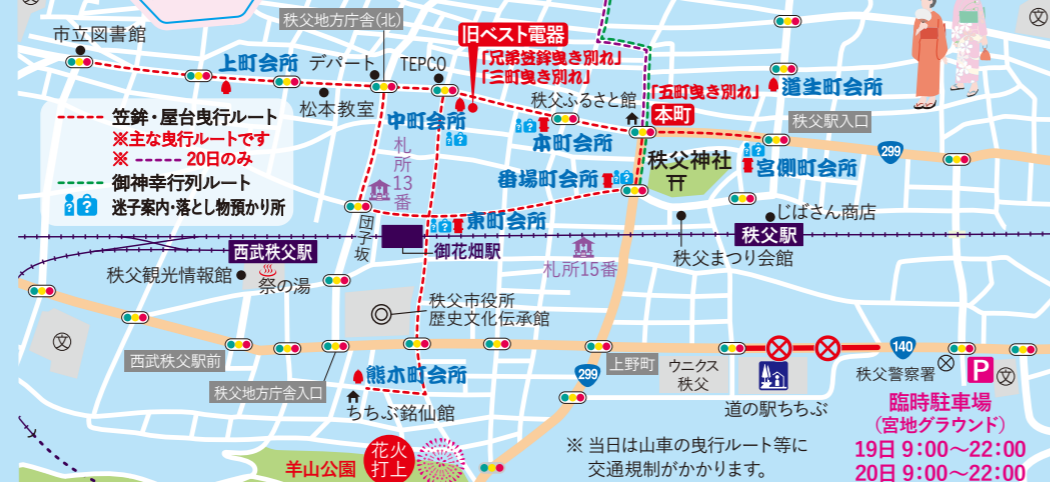 秩父地方庁舎(北)
市立図書館
上町会所
デパート
TEPCO
旧ベスト電器
「兄弟笠鉾曳き別れ」
「三町曳き別れ」
松本教室
中町会所
秩父ふるさと館
本町会所
「五町曳き別れ」
本町
道生町会所
秩父駅入口
299
宮側町会所
秩父神社
番場町会所
笠鉾・屋台曳行ルート
※主な曳行ルートです
※ 20日のみ
御神幸行列ルート
迷子案内・落とし物預かり所
札所13番
団子坂
東町会所
御花畑駅
札所15番
秩父まつり会館
じばさん商店
秩父駅
西武秩父駅
秩父観光情報館
祭の湯
秩父市役所
歴史文化伝承館
文
西武秩父駅前
秩父地方庁舎入口
熊木町会所
ちちぶ銘仙館
羊山公園
花火
打上
299
上野町
ウニクス
秩父
道の駅ちちぶ
140
秩父警察署
P
文
文
臨時駐車場
(宮地グラウンド)
19日 9:00〜22:00
20日 9:00〜22:00
※ 当日は山車の曳行ルート等に
交通規制がかかります。